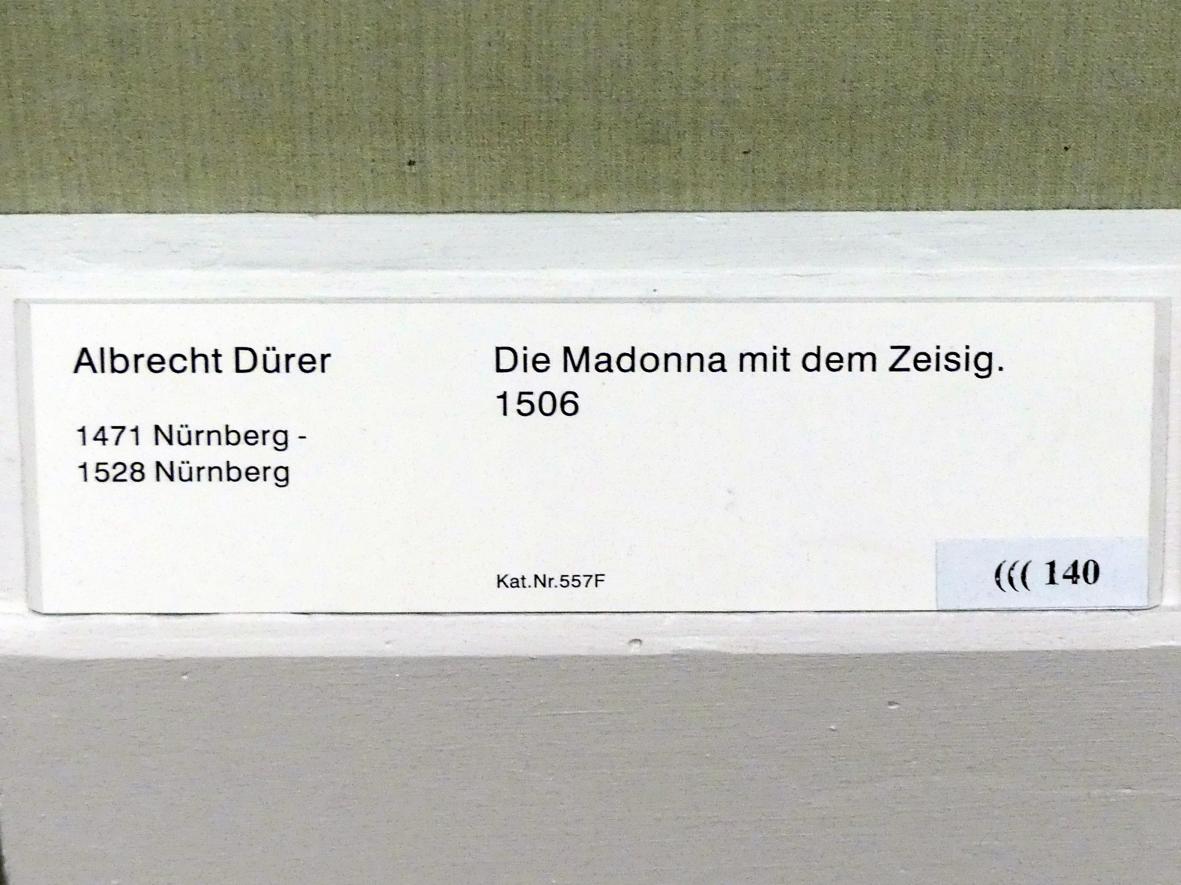 Albrecht Dürer
1471 Nürnberg -
1528 Nürnberg
Die Madonna mit dem Zeisig.
1506
Kat.Nr.557F
((( 140